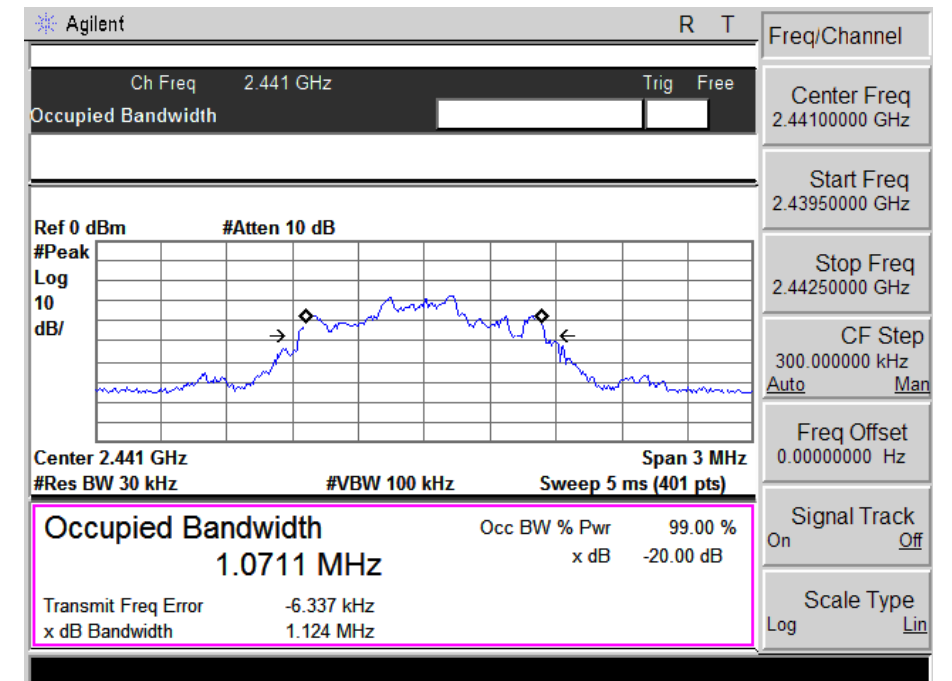 Agilent R T
Freq/Channel
Ch Freq 2.441 GHz Trig Free
Occupied Bandwidth
Center Freq
2.44100000 GHz
Start Freq
2.43950000 GHz
Stop Freq
2.44250000 GHz
CF Step
300.000000 kHz
Auto Man
Freq Offset
0.00000000 Hz
Signal Track
On Off
Scale Type
Log Lin
Ref 0 dBm #Atten 10 dB
#Peak
Log
10
dB/
Center 2.441 GHz Span 3 MHz
#Res BW 30 kHz #VBW 100 kHz Sweep 5 ms (401 pts)
Occupied Bandwidth Occ BW % Pwr 99.00 %
1.0711 MHz x dB -20.00 dB
Transmit Freq Error -6.337 kHz
x dB Bandwidth 1.124 MHz